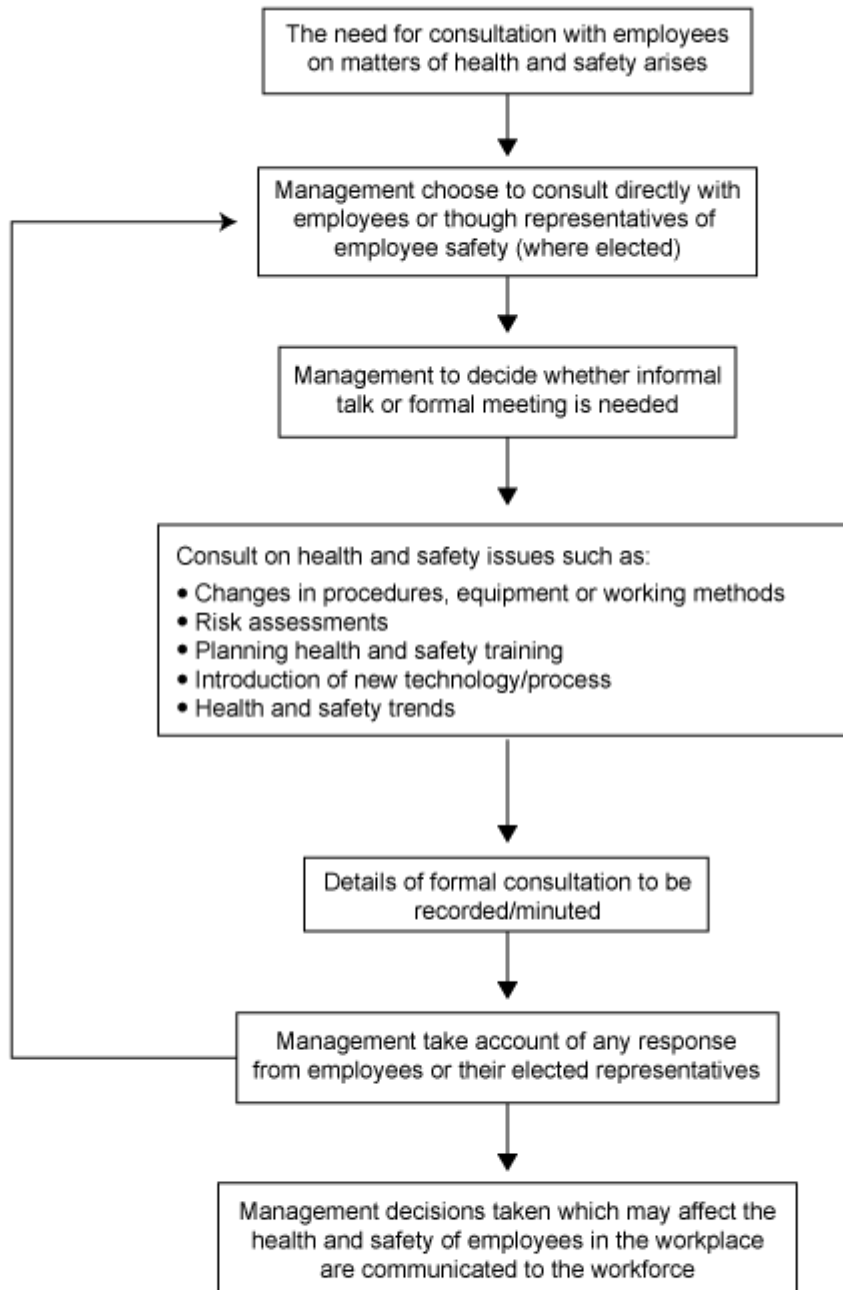 The need for consultation with employees
on matters of health and safety arises
Management choose to consult directly with
employees or though representatives of
employee safety (where elected)
Management to decide whether informal
talk or formal meeting is needed
Consult on health and safety issues such as:
• Changes in procedures, equipment or working methods
• Risk assessments
• Planning health and safety training
• Introduction of new technology/process
• Health and safety trends
Details of formal consultation to be
recorded/minuted
Management take account of any response
from employees or their elected representatives
Management decisions taken which may affect the
health and safety of employees in the workplace
are communicated to the workforce